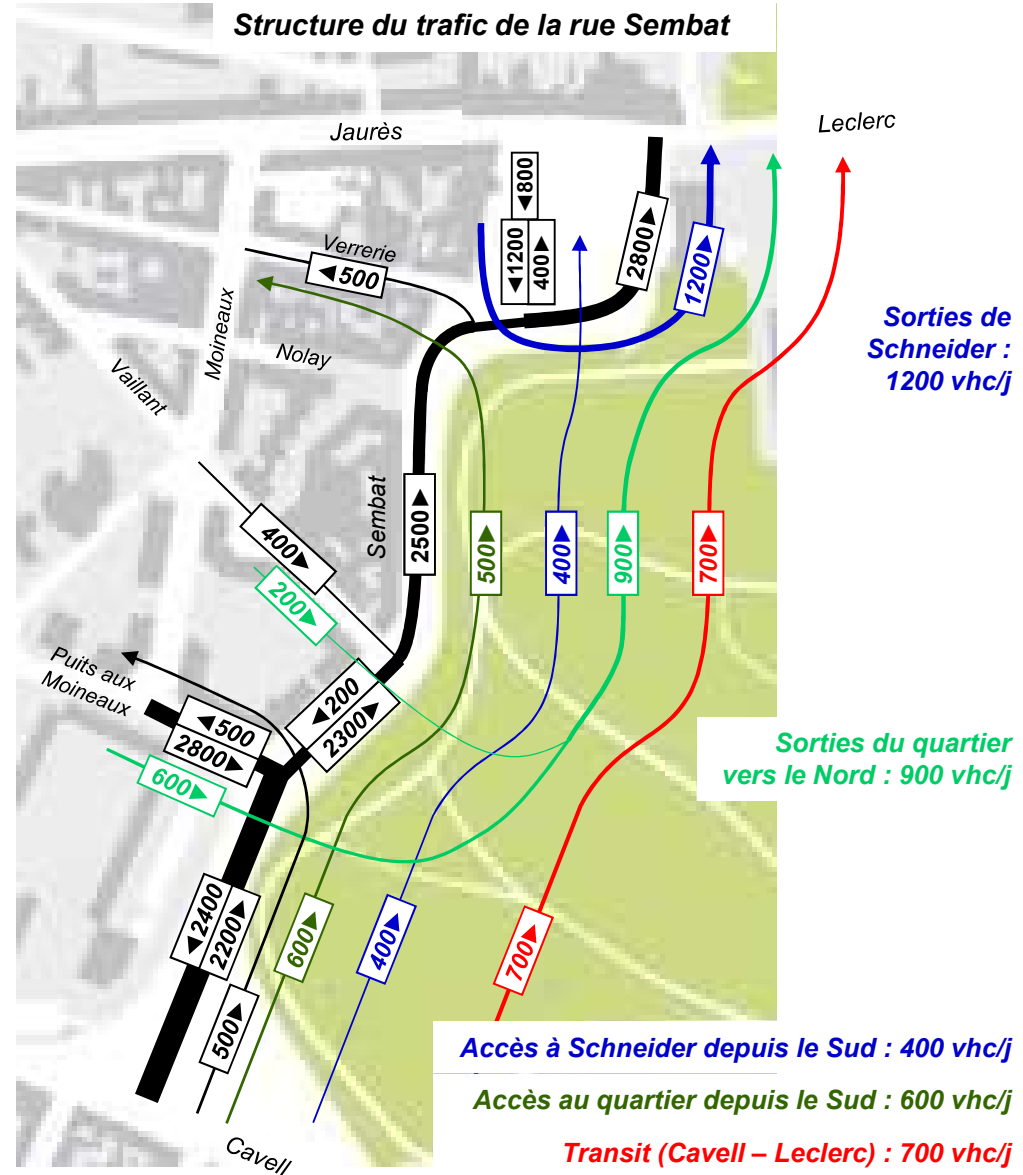 Structure du trafic de la rue Sembat
Leclerc
Jaurès
◄800
◄1200
400►
2800►
1200►
Verrerie
◄500
Moineaux
Nolay
Vaillant
Sorties de
Schneider :
1200 vhc/j
Sembat
2500►
500►
400►
900►
700►
400►
200►
Puits aux
Moineaux
◄500
2800►
600►
◄200
2300►
Sorties du quartier
vers le Nord : 900 vhc/j
◄2400
2200►
500►
600►
400►
700►
Accès à Schneider depuis le Sud : 400 vhc/j
Accès au quartier depuis le Sud : 600 vhc/j
Cavell
Transit (Cavell – Leclerc) : 700 vhc/j